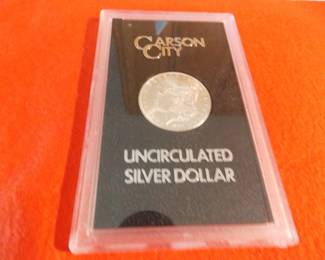 CARSON
CITY
UNCIRCULATED
SILVER DOLLAR